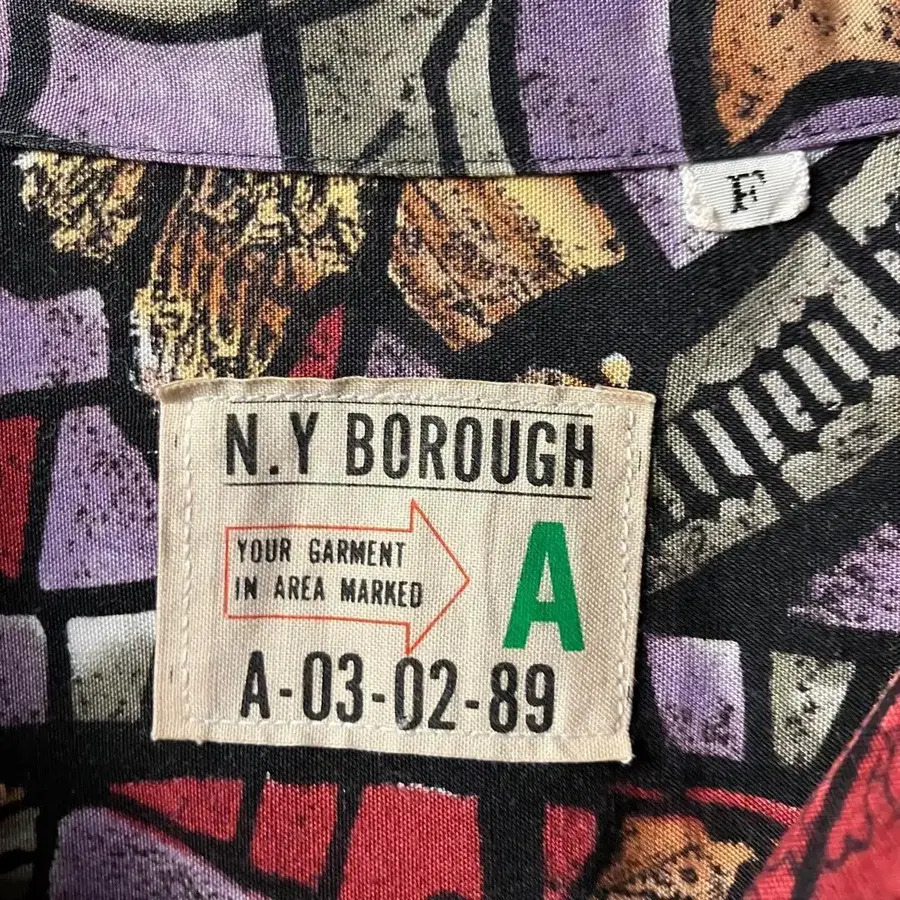 F
N.Y BOROUGH
YOUR GARMENT
IN AREA MARKED
A
A-03-02-89